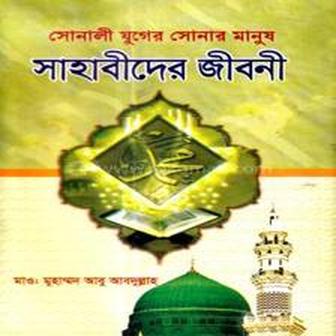 সোনালী যুগের সোনার মানুষ
সাহাবীদের জীবনী
মাওঃ মুহাম্মদ আবু আবদুল্লাহ